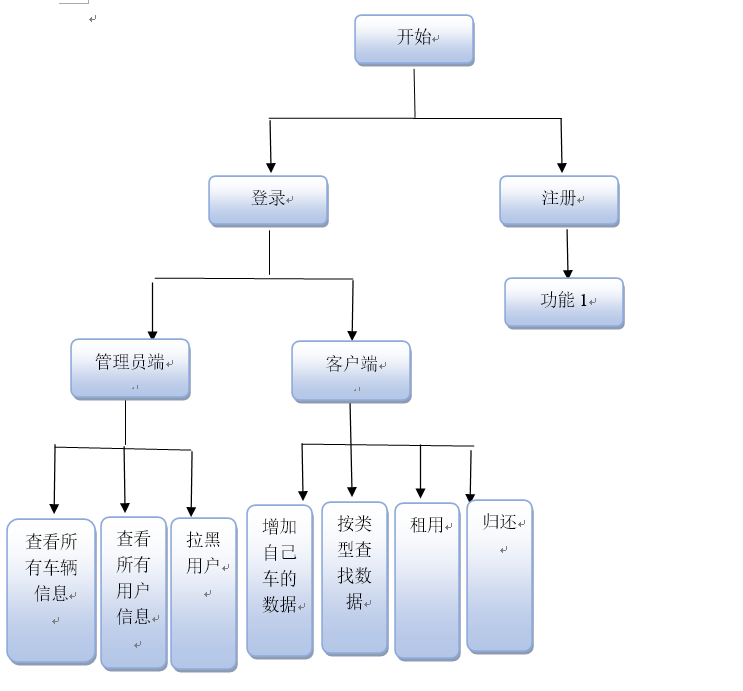 开始
登录
注册
功能 1
管理员端
客户端
查看所
有车辆
信息
查看
所有
用户
信息
拉黑
用户
增加
自己
车的
数据
按类
型查
找数
据
租用
归还